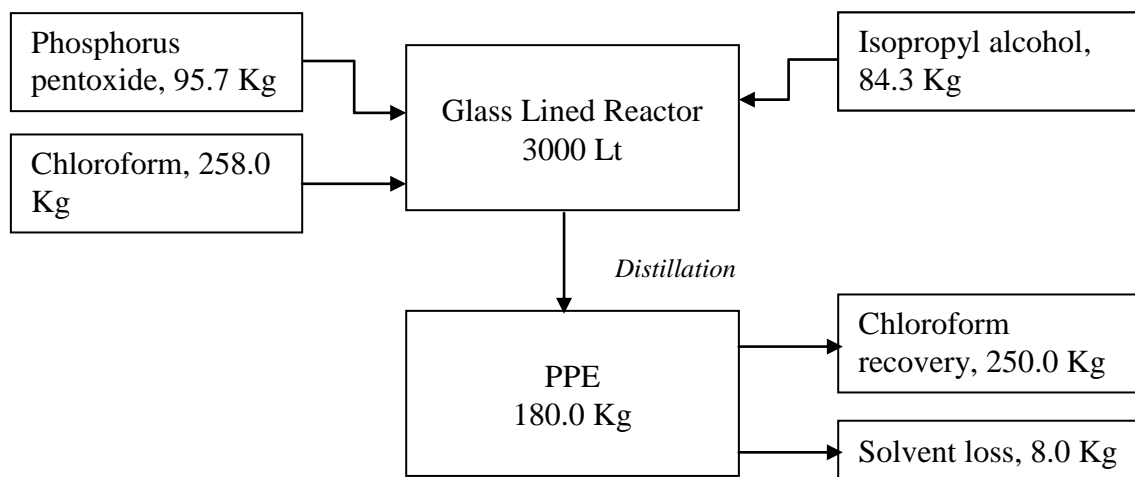 Phosphorus
pentoxide, 95.7 Kg
Isopropyl alcohol,
84.3 Kg
Glass Lined Reactor
3000 Lt
Chloroform, 258.0
Kg
Distillation
Chloroform
recovery, 250.0 Kg
PPE
180.0 Kg
Solvent loss, 8.0 Kg